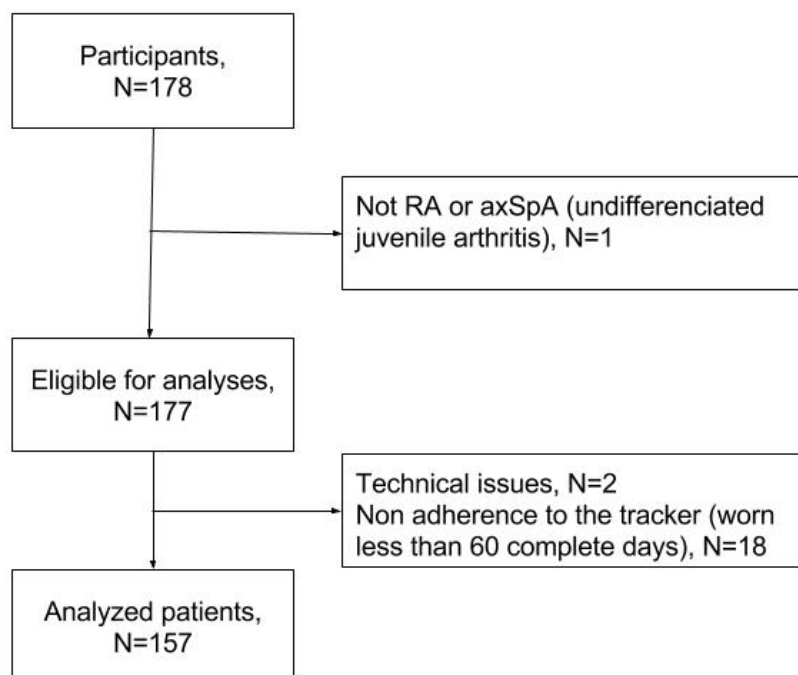 Participants,
N=178
Not RA or axSpA (undifferenciated
juvenile arthritis), N=1
Eligible for analyses,
N=177
Technical issues, N=2
Non adherence to the tracker (worn
less than 60 complete days), N=18
Analyzed patients,
N=157